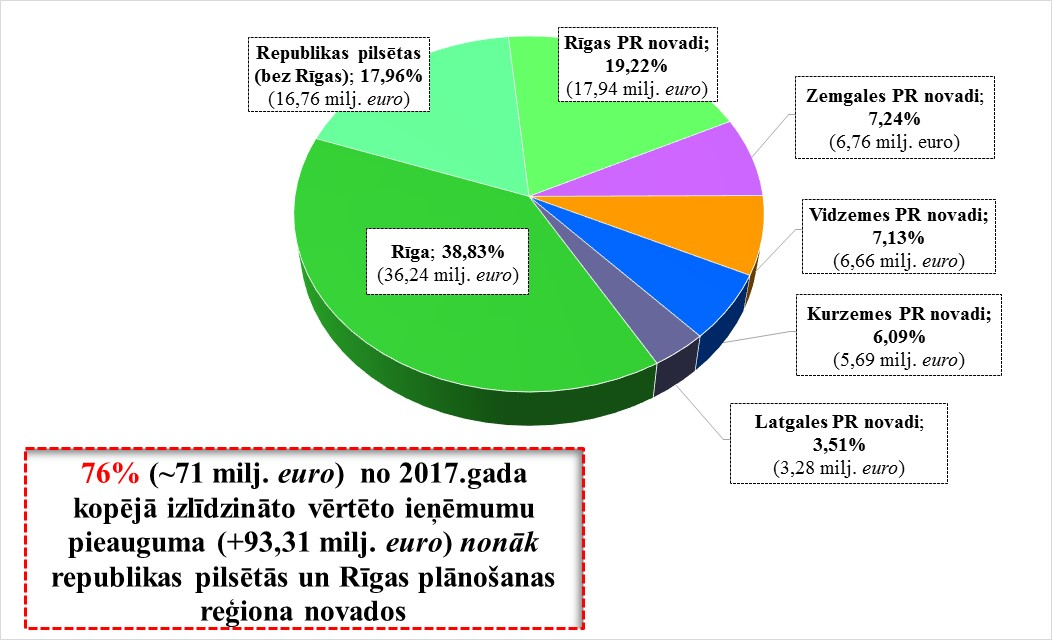 Republikas pilsētas
(bez Rīgas); 17,96%
(16,76 milj. euro)
Rīgas PR novadi;
19,22%
(17,94 milj. euro)
Zemgales PR novadi;
7,24%
(6,76 milj. euro)
Vidzemes PR novadi;
7,13%
(6,66 milj. euro)
Kurzemes PR novadi;
6,09%
(5,69 milj. euro)
Latgales PR novadi;
3,51%
(3,28 milj. euro)
Rīga; 38,83%
(36,24 milj. euro)
76% (~71 milj. euro) no 2017.gada
kopējā izlīdzināto vērtēto ieņēmumu
pieauguma (+93,31 milj. euro) nonāk
republikas pilsētās un Rīgas plānošanas
reģiona novados